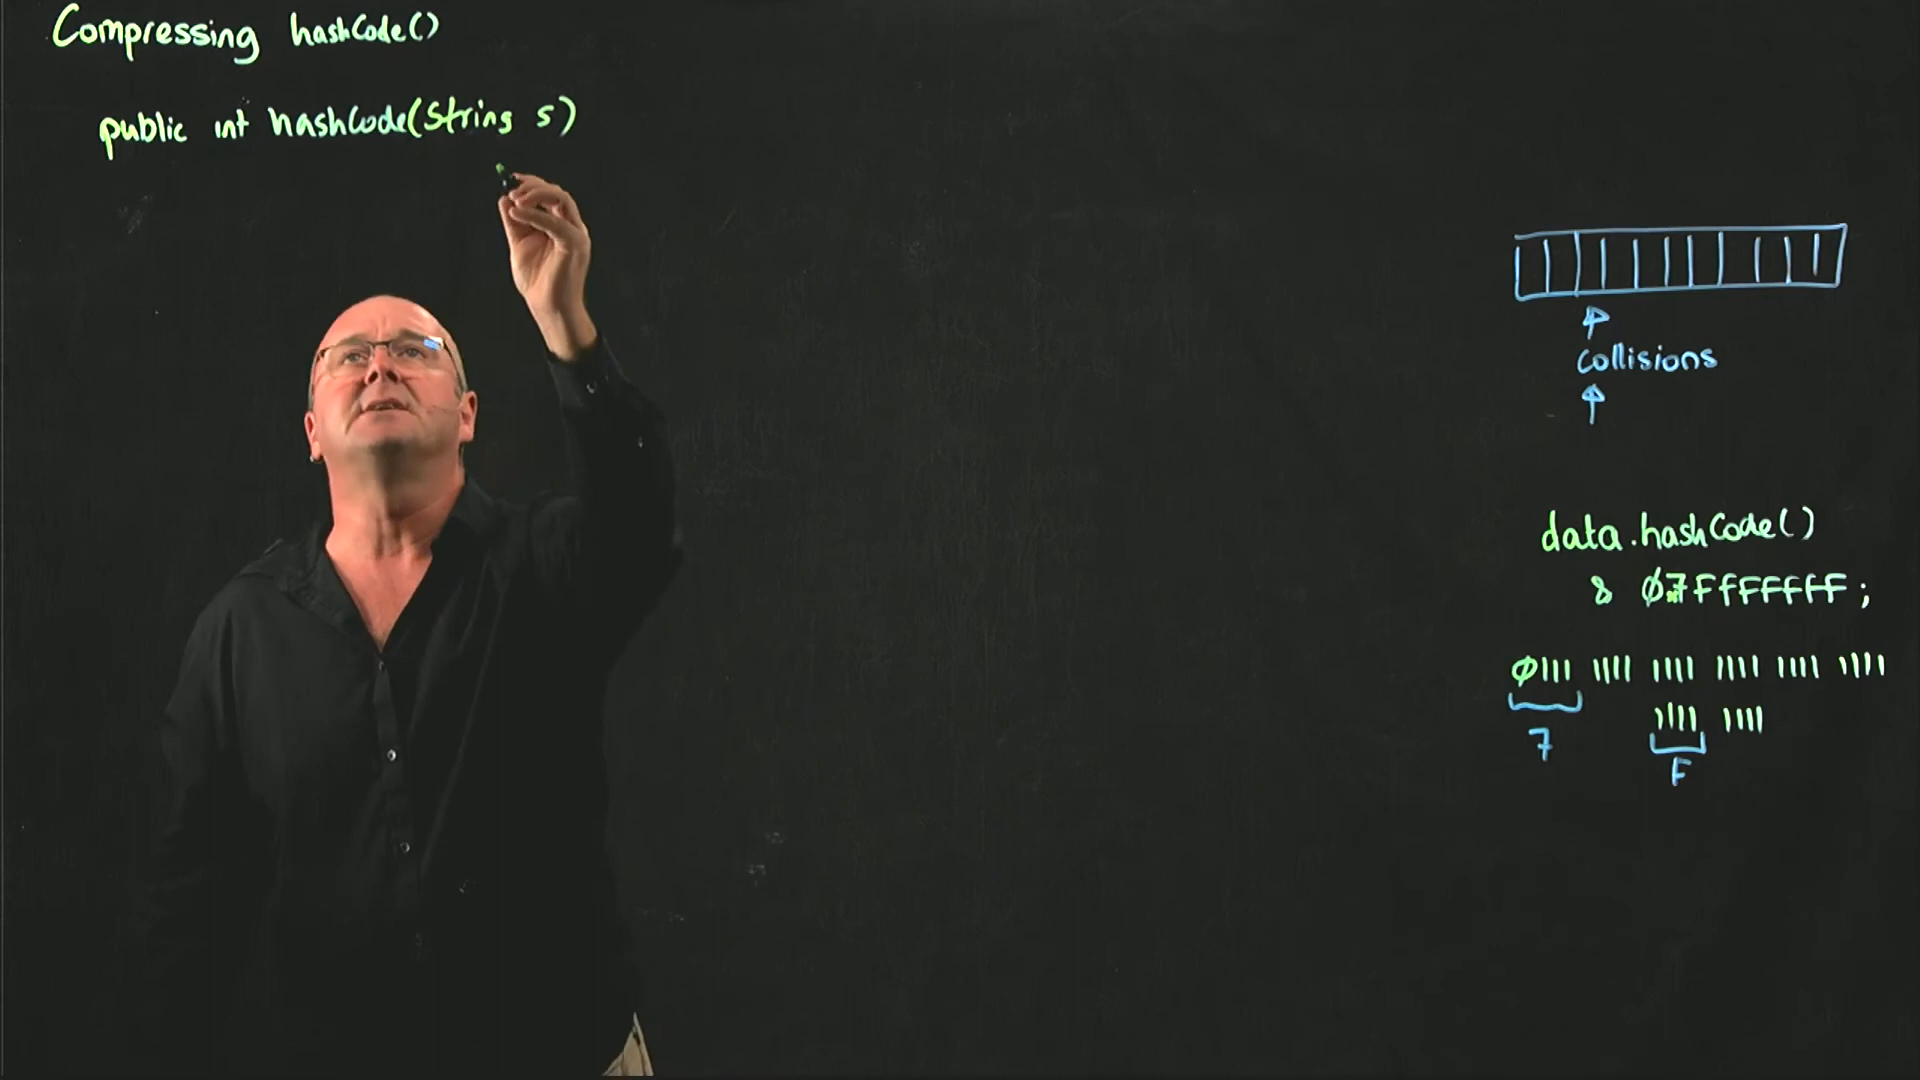 Compressing hashCode()
public int hashCode(String s)
collisions
data.hashCode()
& 0x7FFFFFFF;
0111 1111 1111 1111 1111 1111
1111 1111
7
F